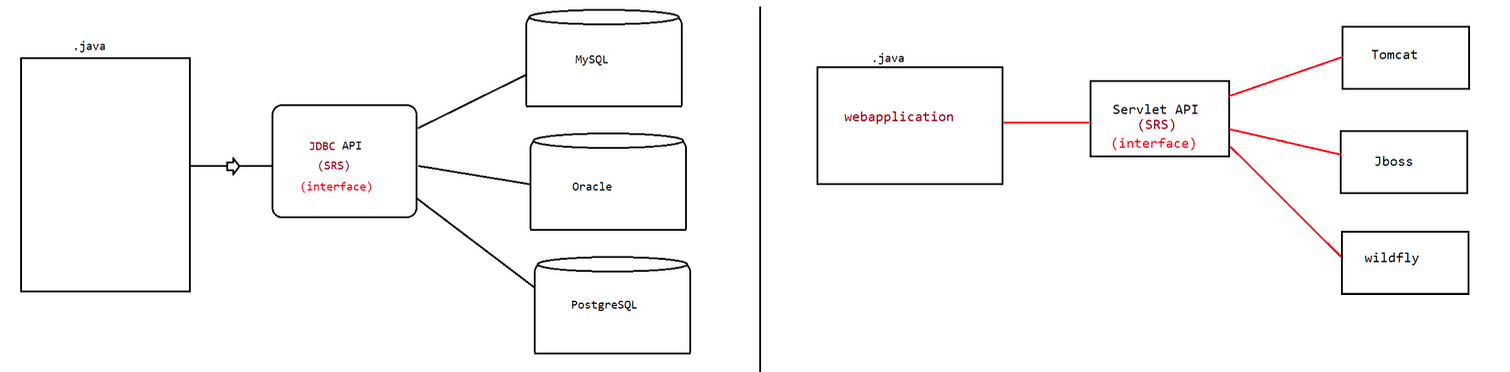 .java
JDBC API
(SRS)
(interface)
MySQL
Oracle
PostgreSQL
.java
webapplication
Servlet API
(SRS)
(interface)
Tomcat
Jboss
wildfly